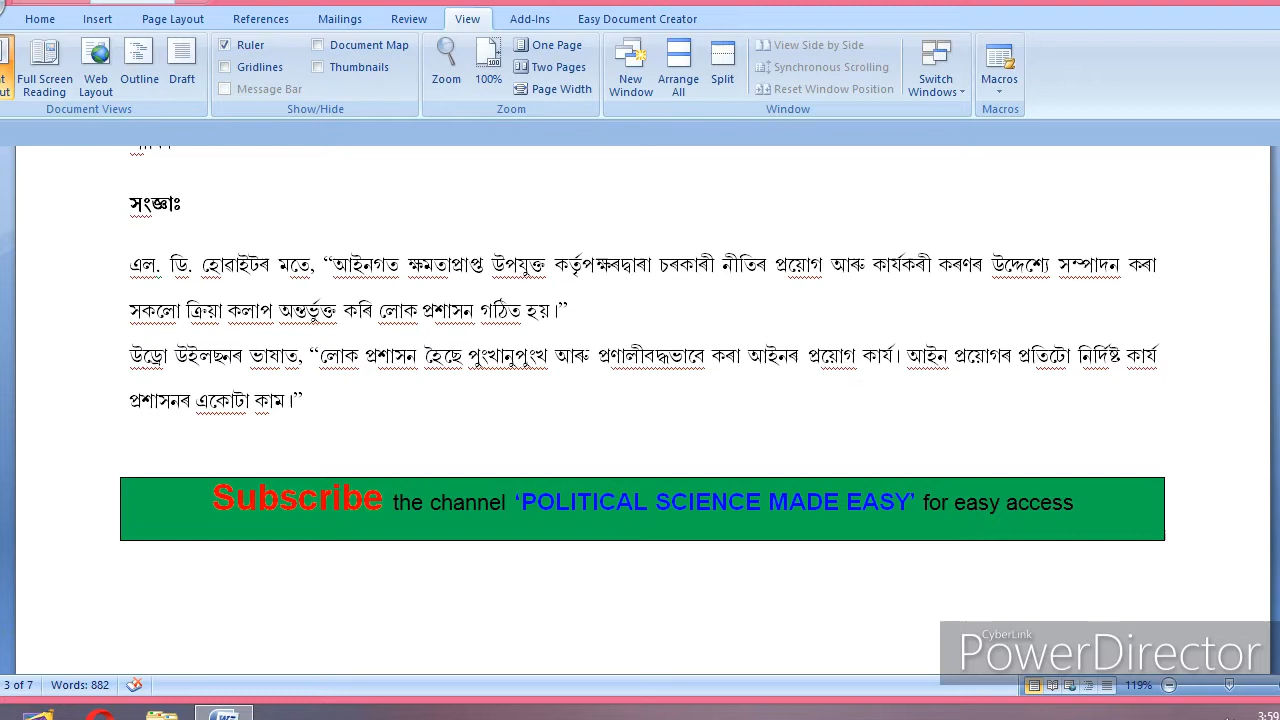 Home Insert Page Layout References Mailings Review View Add-Ins Easy Document Creator
Full Screen Reading
Web Layout
Outline
Draft
Document Views
Ruler
Gridlines
Message Bar
Document Map
Thumbnails
Show/Hide
Zoom
100%
One Page
Two Pages
Page Width
Zoom
New Window
Arrange All
Split
View Side by Side
Synchronous Scrolling
Reset Window Position
Window
Switch Windows
Macros
Macros
সংজ্ঞাঃ
এল. ডি. হোৱাইটৰ মতে, “আইনগত ক্ষমতাপ্ৰাপ্ত উপযুক্ত কৰ্তৃপক্ষৰদ্বাৰা চৰকাৰী নীতিৰ প্ৰয়োগ আৰু কাৰ্যকৰী কৰণৰ উদ্দেশ্যে সম্পাদন কৰা
সকলো ক্ৰিয়া কলাপ অন্তৰ্ভুক্ত কৰি লোক প্ৰশাসন গঠিত হয়।”
উড্ৰো উইলছনৰ ভাযাত, “লোক প্ৰশাসন হৈছে পুংখানুপুংখ আৰু প্ৰণালীবদ্ধভাবে কৰা আইনৰ প্ৰয়োগ কাৰ্য। আইন প্ৰয়োগৰ প্ৰতিটো নিৰ্দিষ্ট কাৰ্য
প্ৰশাসনৰ একোটা কাম।”
Subscribe the channel ‘POLITICAL SCIENCE MADE EASY’ for easy access
CyberLink
PowerDirector
3 of 7 Words: 882 119%
3:59